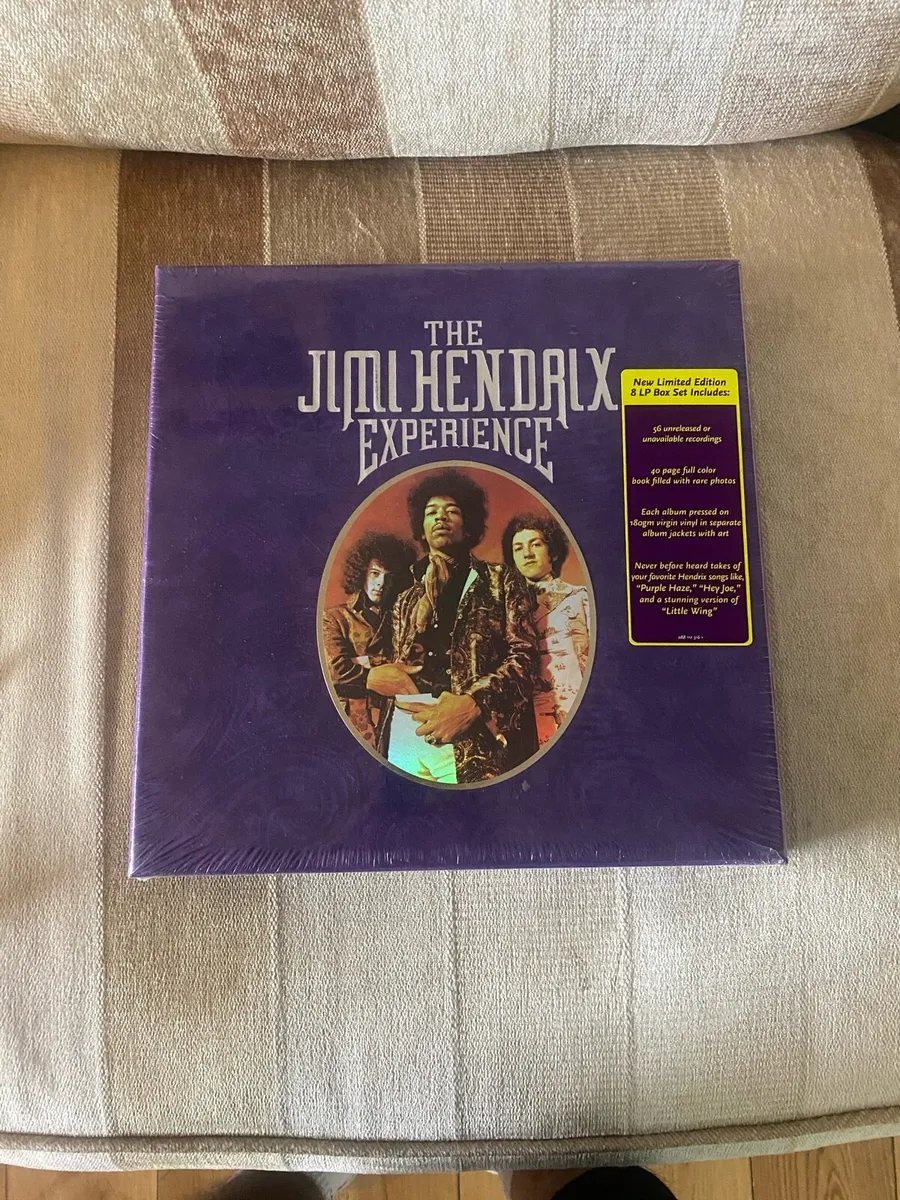 THE
JIMI HENDRIX
EXPERIENCE
New Limited Edition
8 LP Box Set Includes:
56 unreleased or
unavailable recordings
40 page full color
book filled with rare photos
Each album pressed on
180gm virgin vinyl in separate
album jackets with art
Never before heard takes of
your favorite Hendrix songs like,
“Purple Haze,” “Hey Joe,”
and a stunning version of
“Little Wing”